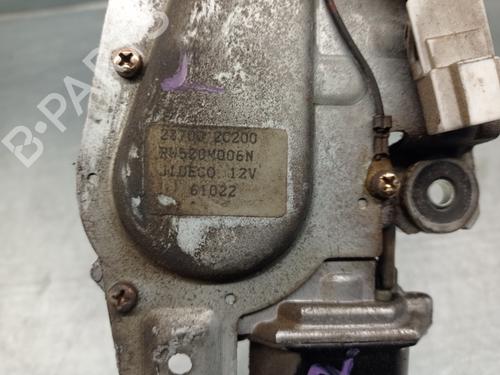 B-PARTS
28700 2C200
RW520M006N
JIDECO 12V
61022